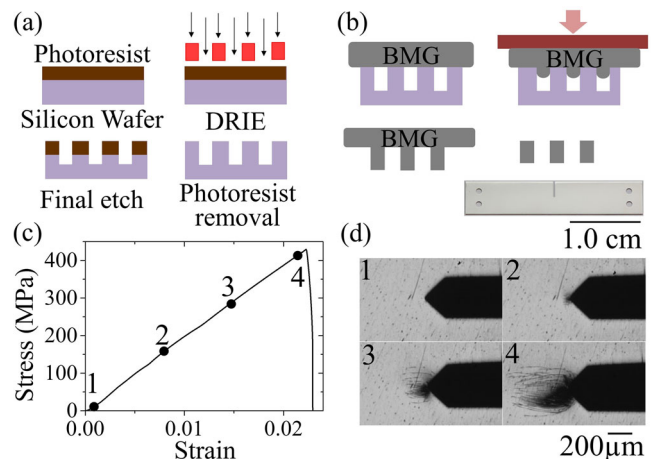 (a)
Photoresist
Silicon Wafer
DRIE
Final etch
Photoresist
removal
(b)
BMG
BMG
BMG
1.0 cm
(c)
400
300
200
100
0
0.00
0.01
0.02
Stress (MPa)
Strain
1
2
3
4
(d)
1
2
3
4
200µm